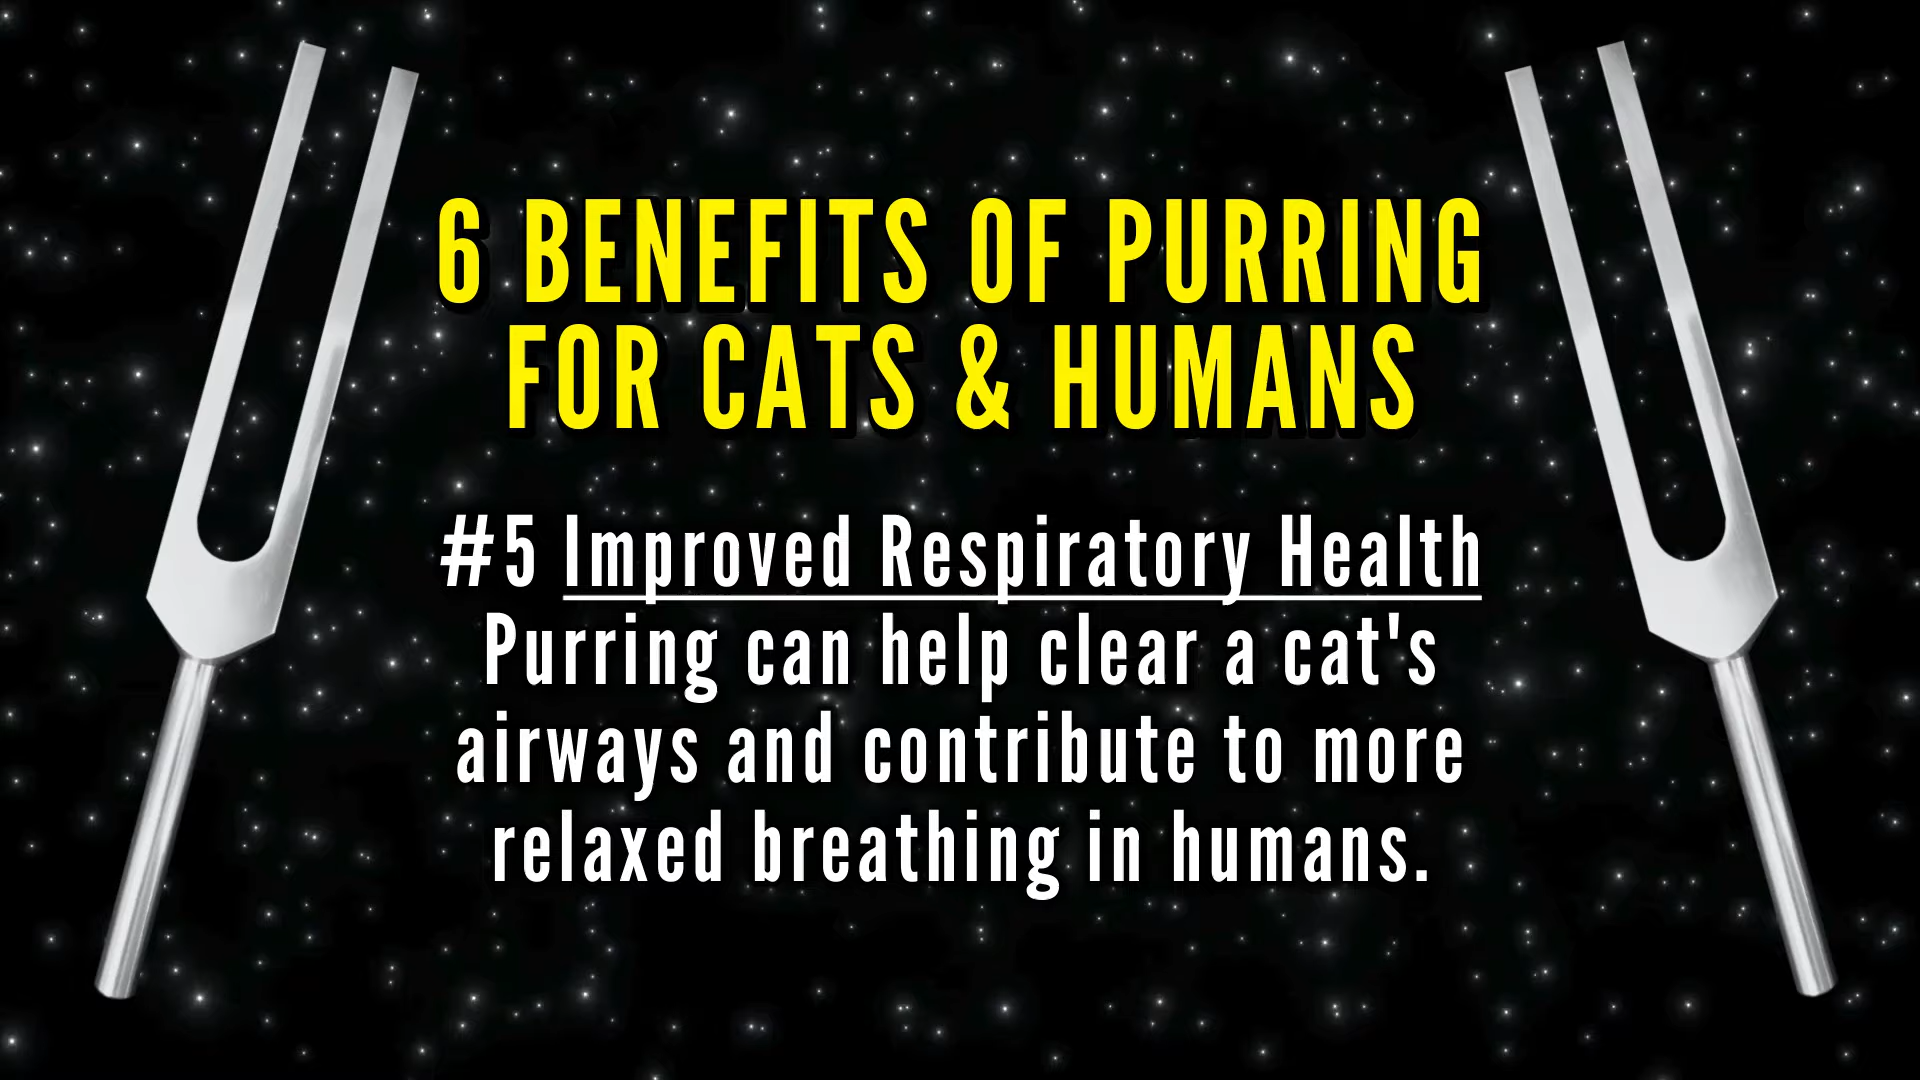 6 BENEFITS OF PURRING
FOR CATS & HUMANS
#5 Improved Respiratory Health
Purring can help clear a cat's
airways and contribute to more
relaxed breathing in humans.